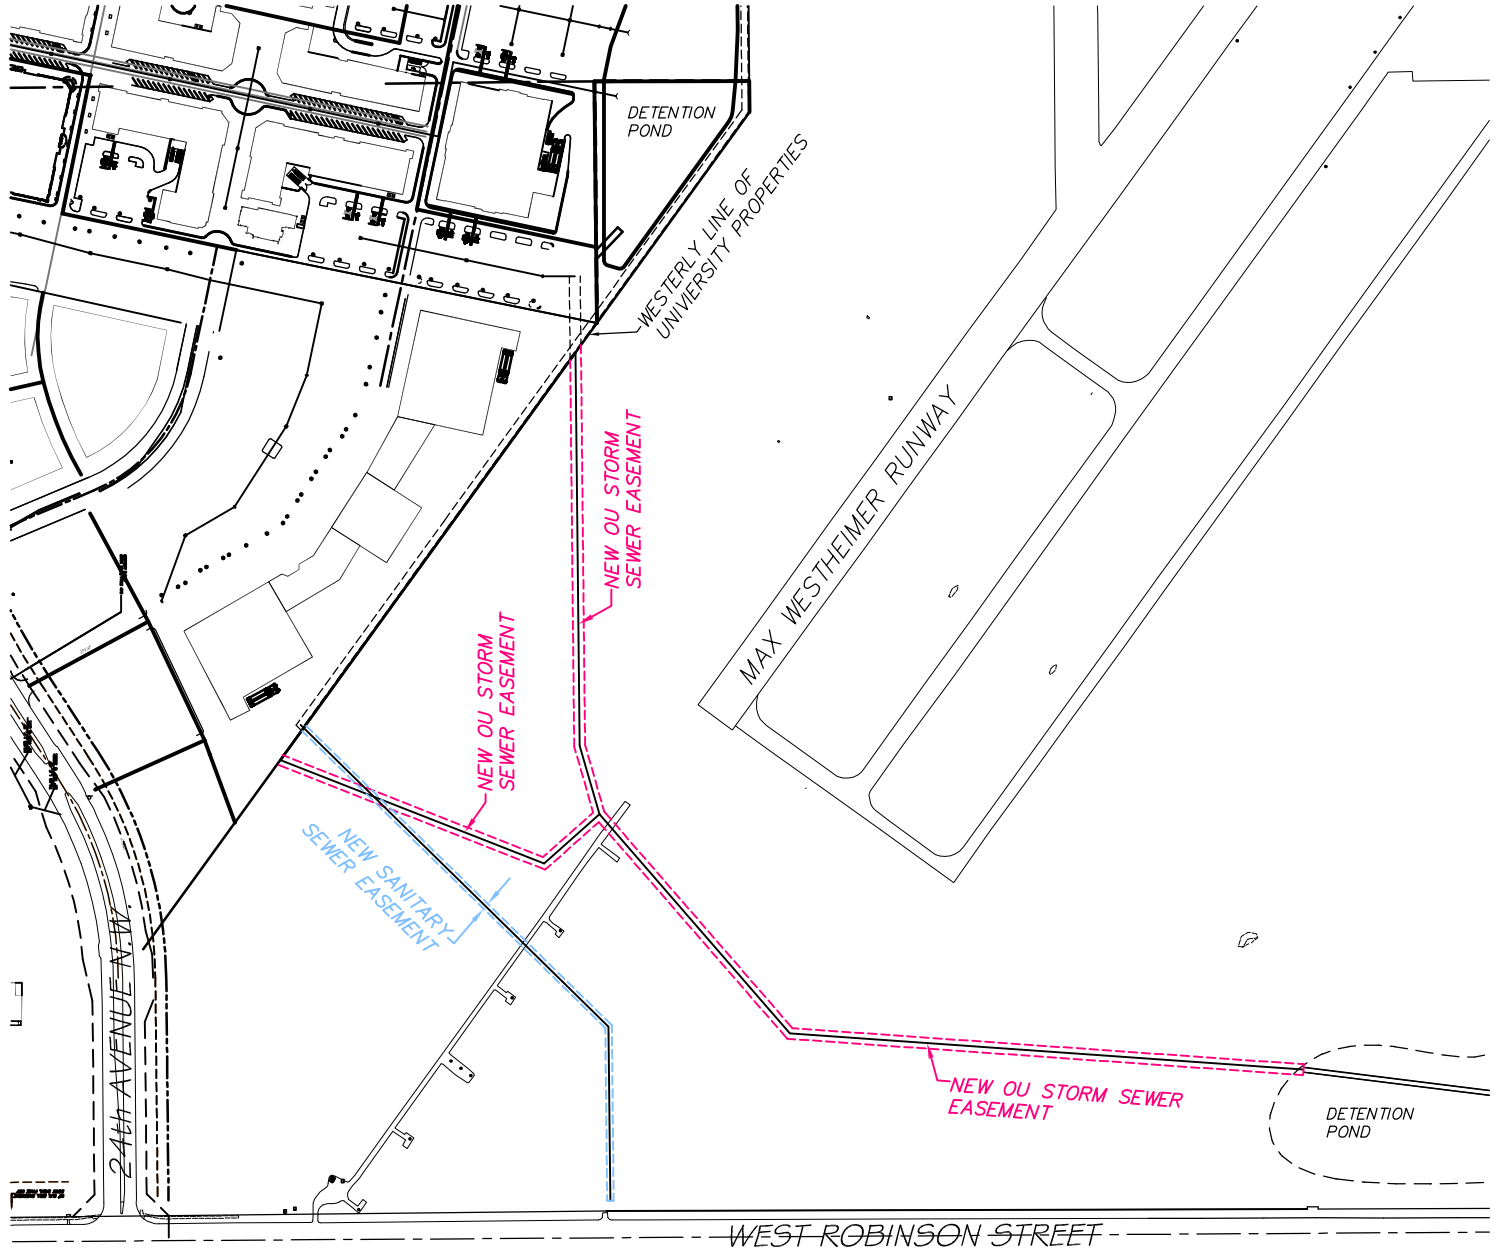 DETENTION
POND
WESTERLY LINE OF
UNIVIERSITY PROPERTIES
NEW OU STORM
SEWER EASEMENT
MAX WESTHEIMER RUNWAY
NEW OU STORM
SEWER EASEMENT
NEW SANITARY
SEWER EASEMENT
24th AVENUE N.W.
NEW OU STORM SEWER
EASEMENT
DETENTION
POND
WEST ROBINSON STREET